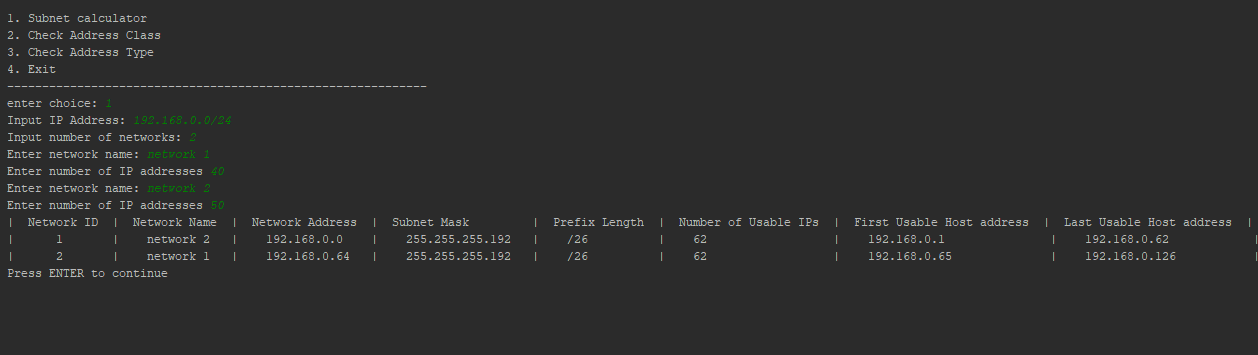 1. Subnet calculator
2. Check Address Class
3. Check Address Type
4. Exit
------------------------------------------------------------
enter choice: 1
Input IP Address: 192.168.0.0/24
Input number of networks: 2
Enter network name: network 1
Enter number of IP addresses 40
Enter network name: network 2
Enter number of IP addresses 50
| Network ID | Network Name | Network Address | Subnet Mask | Prefix Length | Number of Usable IPs | First Usable Host address | Last Usable Host address |
| 1 | network 2 | 192.168.0.0 | 255.255.255.192 | /26 | 62 | 192.168.0.1 | 192.168.0.62 |
| 2 | network 1 | 192.168.0.64 | 255.255.255.192 | /26 | 62 | 192.168.0.65 | 192.168.0.126 |
Press ENTER to continue